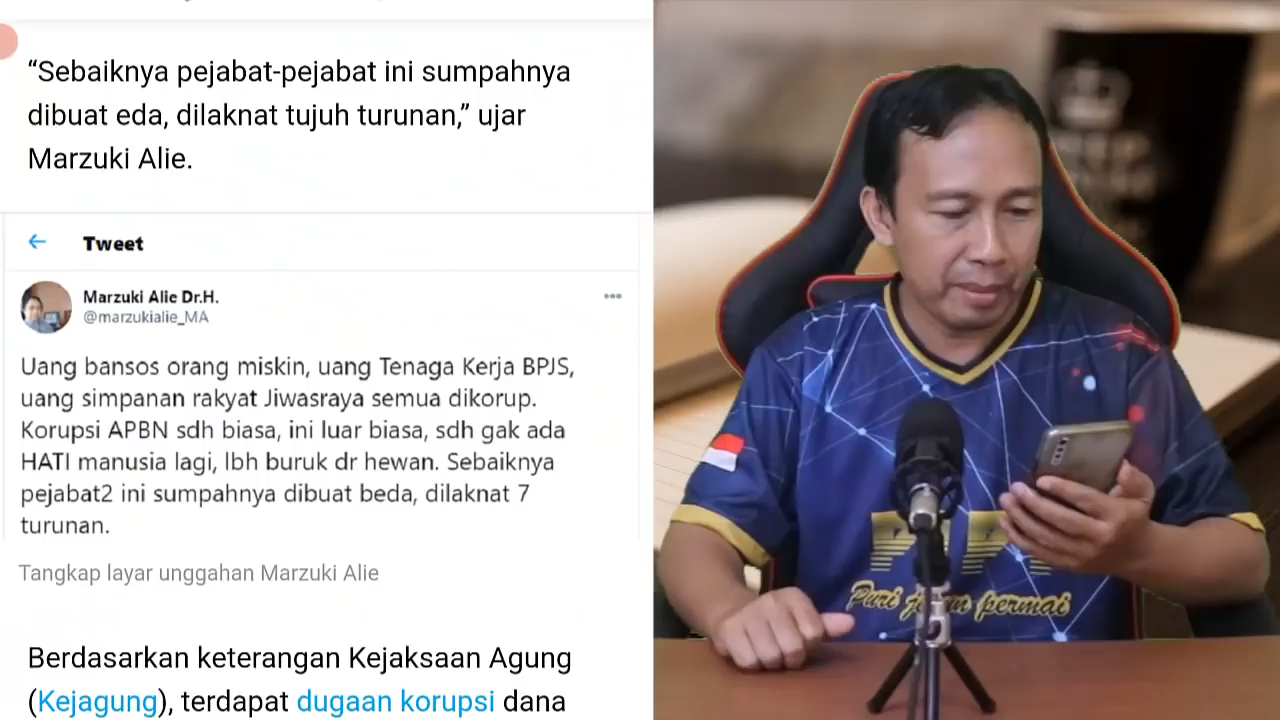 “Sebaiknya pejabat-pejabat ini sumpahnya
dibuat eda, dilaknat tujuh turunan,” ujar
Marzuki Alie.
Tweet
Marzuki Alie Dr.H.
@marzukialie_MA
Uang bansos orang miskin, uang Tenaga Kerja BPJS,
uang simpanan rakyat Jiwasraya semua dikorup.
Korupsi APBN sdh biasa, ini luar biasa, sdh gak ada
HATI manusia lagi, lbh buruk dr hewan. Sebaiknya
pejabat2 ini sumpahnya dibuat beda, dilaknat 7
turunan.
Tangkap layar unggahan Marzuki Alie
Berdasarkan keterangan Kejaksaan Agung
(Kejagung), terdapat dugaan korupsi dana
Puri permai